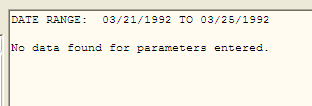 DATE RANGE:  03/21/1992 TO 03/25/1992
No data found for parameters entered.